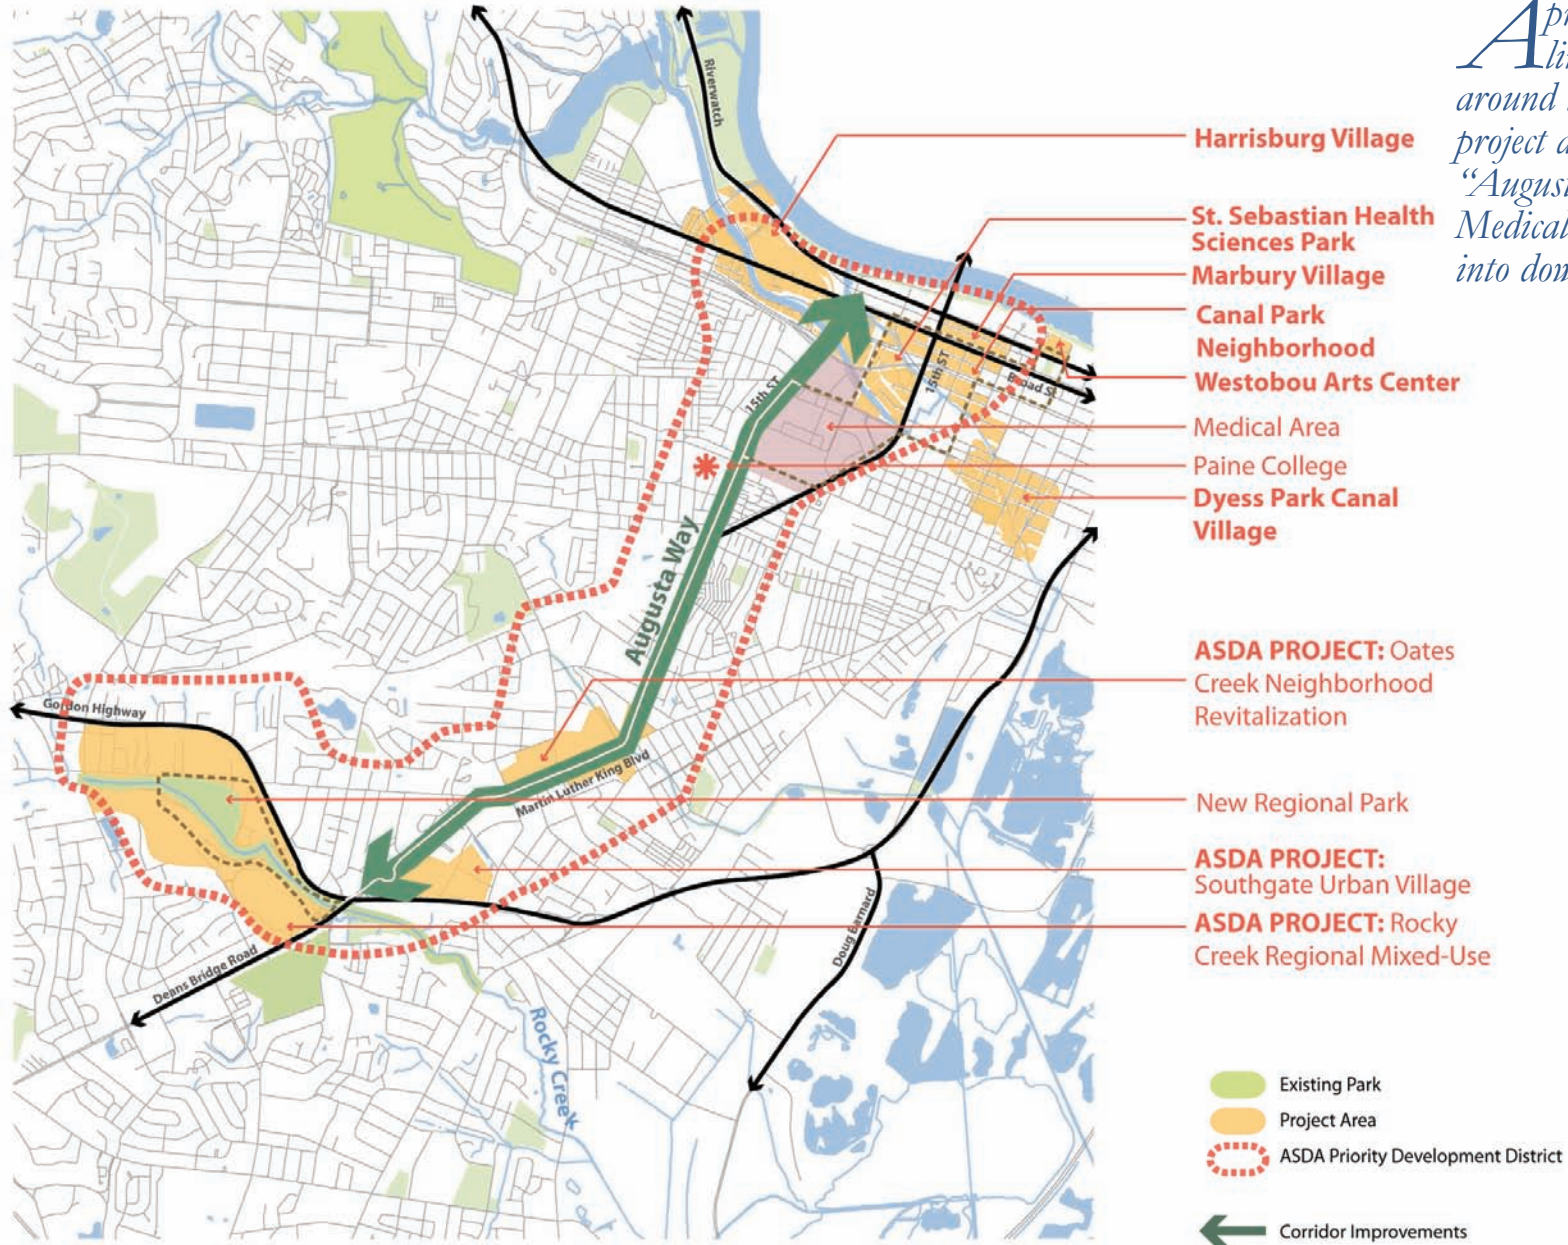 Riverwatch
Harrisburg Village
St. Sebastian Health
Sciences Park
Marbury Village
Canal Park
Neighborhood
Westobou Arts Center
Medical Area
Paine College
Dyess Park Canal
Village
ASDA PROJECT: Oates
Creek Neighborhood
Revitalization
New Regional Park
ASDA PROJECT:
Southgate Urban Village
ASDA PROJECT: Rocky
Creek Regional Mixed-Use
15th ST
15th ST
Broad St
Augusta Way
Gordon Highway
Martin Luther King Blvd
Deans Bridge Road
Doug Barnard
Rocky Creek
Existing Park
Project Area
ASDA Priority Development District
Corridor Improvements
around
project
"August
Medical
into